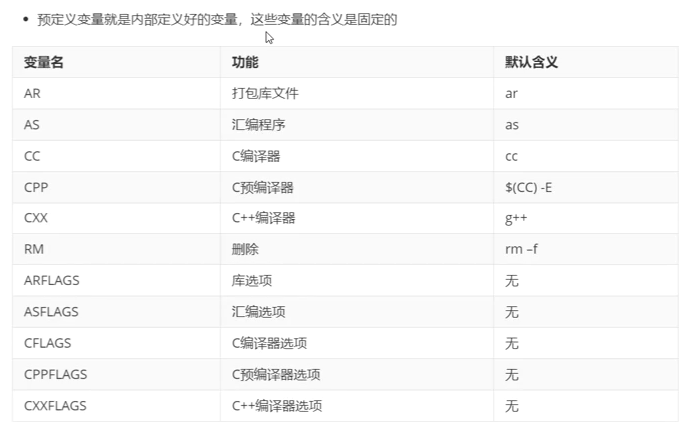 • 预定义变量就是内部定义好的变量，这些变量的含义是固定的
变量名 功能 默认含义
AR 打包库文件 ar
AS 汇编程序 as
CC C编译器 cc
CPP C预编译器 $(CC) -E
CXX C++编译器 g++
RM 删除 rm –f
ARFLAGS 库选项 无
ASFLAGS 汇编选项 无
CFLAGS C编译器选项 无
CPPFLAGS C预编译器选项 无
CXXFLAGS C++编译器选项 无